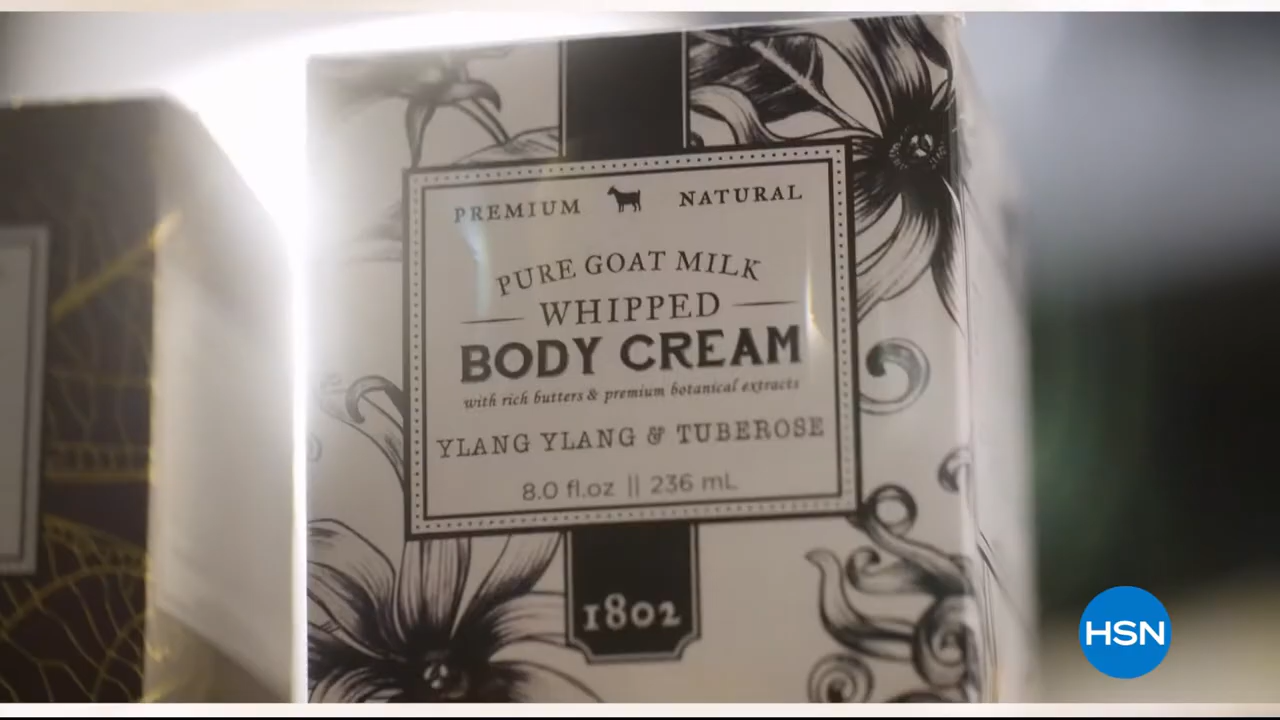 PREMIUM NATURAL
PURE GOAT MILK
WHIPPED
BODY CREAM
with rich butters & premium botanical extracts
YLANG YLANG & TUBEROSE
8.0 fl.oz || 236 mL
1802
HSN